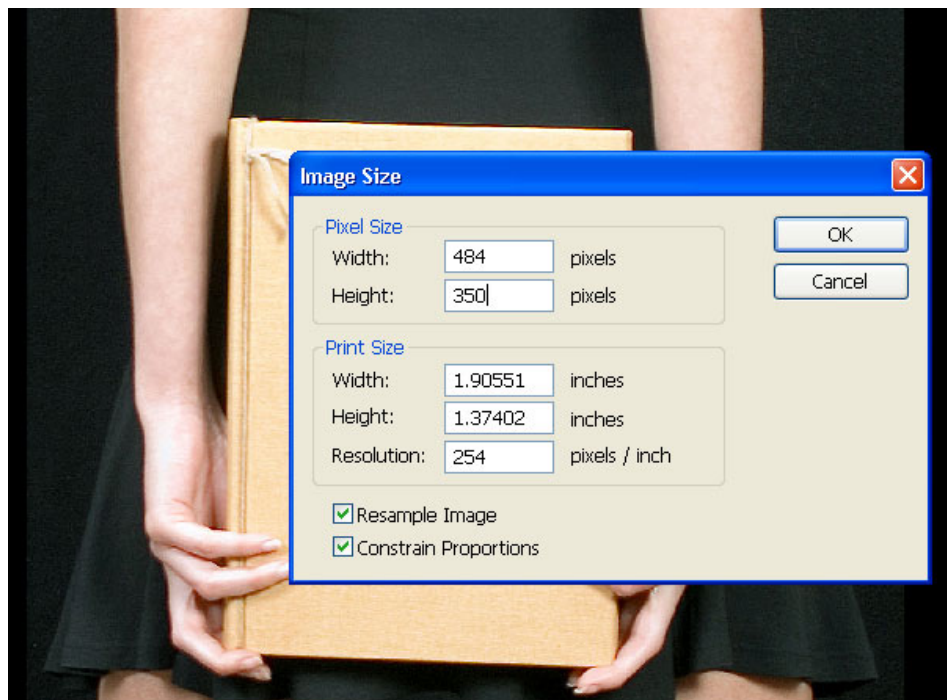 Image Size
Pixel Size
Width: 484 pixels
Height: 350 pixels
OK
Cancel
Print Size
Width: 1.90551 inches
Height: 1.37402 inches
Resolution: 254 pixels / inch
Resample Image
Constrain Proportions